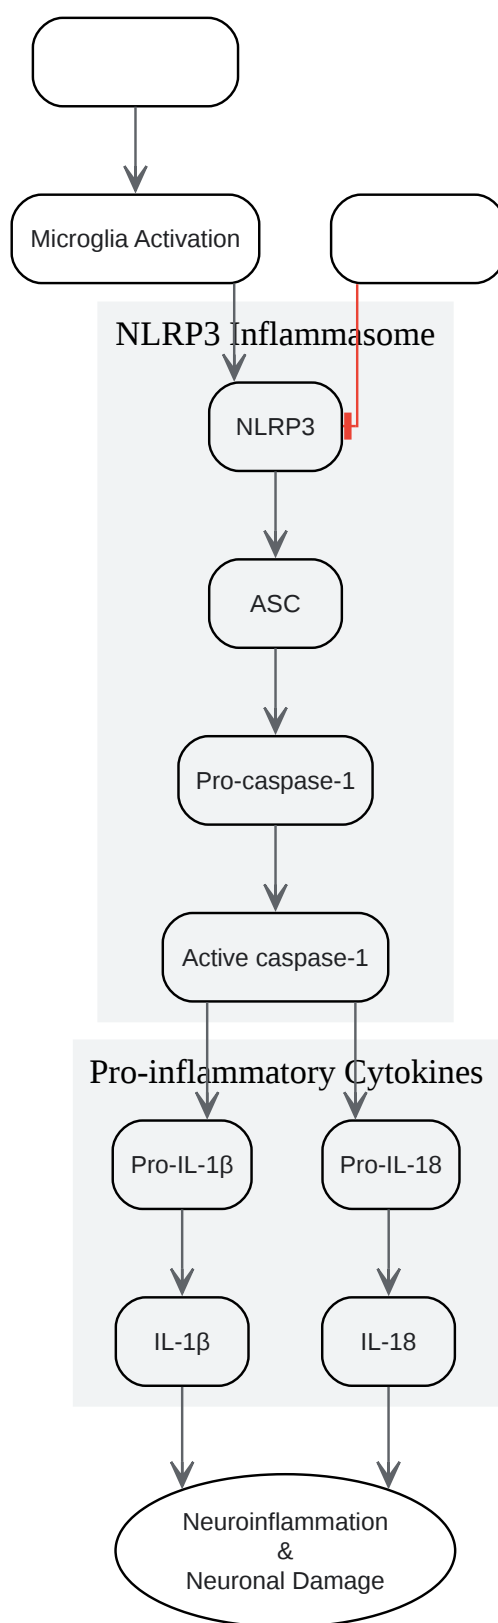 Microglia Activation
NLRP3 Inflammasome
NLRP3
ASC
Pro-caspase-1
Active caspase-1
Pro-inflammatory Cytokines
Pro-IL-1β
Pro-IL-18
IL-1β
IL-18
Neuroinflammation
&
Neuronal Damage